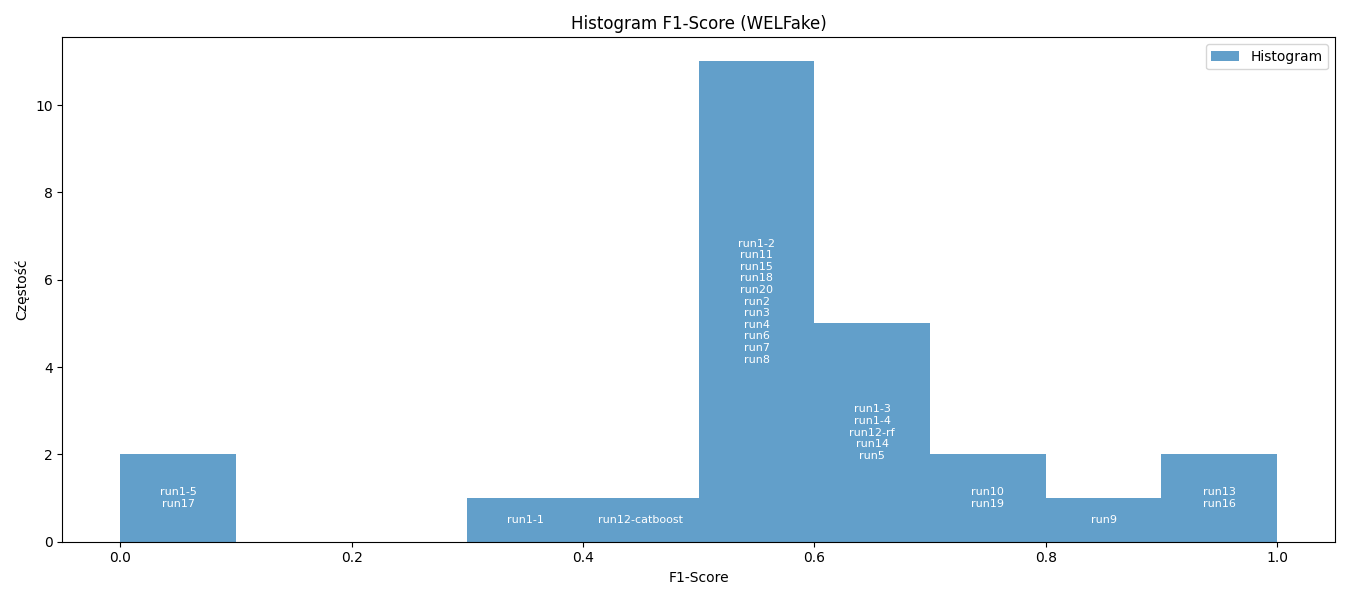 Histogram F1-Score (WELFake)
Histogram
Częstość
10
8
6
4
2
0
run1-5
run17
run1-1
run12-catboost
run1-2
run11
run15
run18
run20
run2
run3
run4
run6
run7
run8
run1-3
run1-4
run12-rf
run14
run5
run10
run19
run9
run13
run16
0.0 0.2 0.4 0.6 0.8 1.0
F1-Score